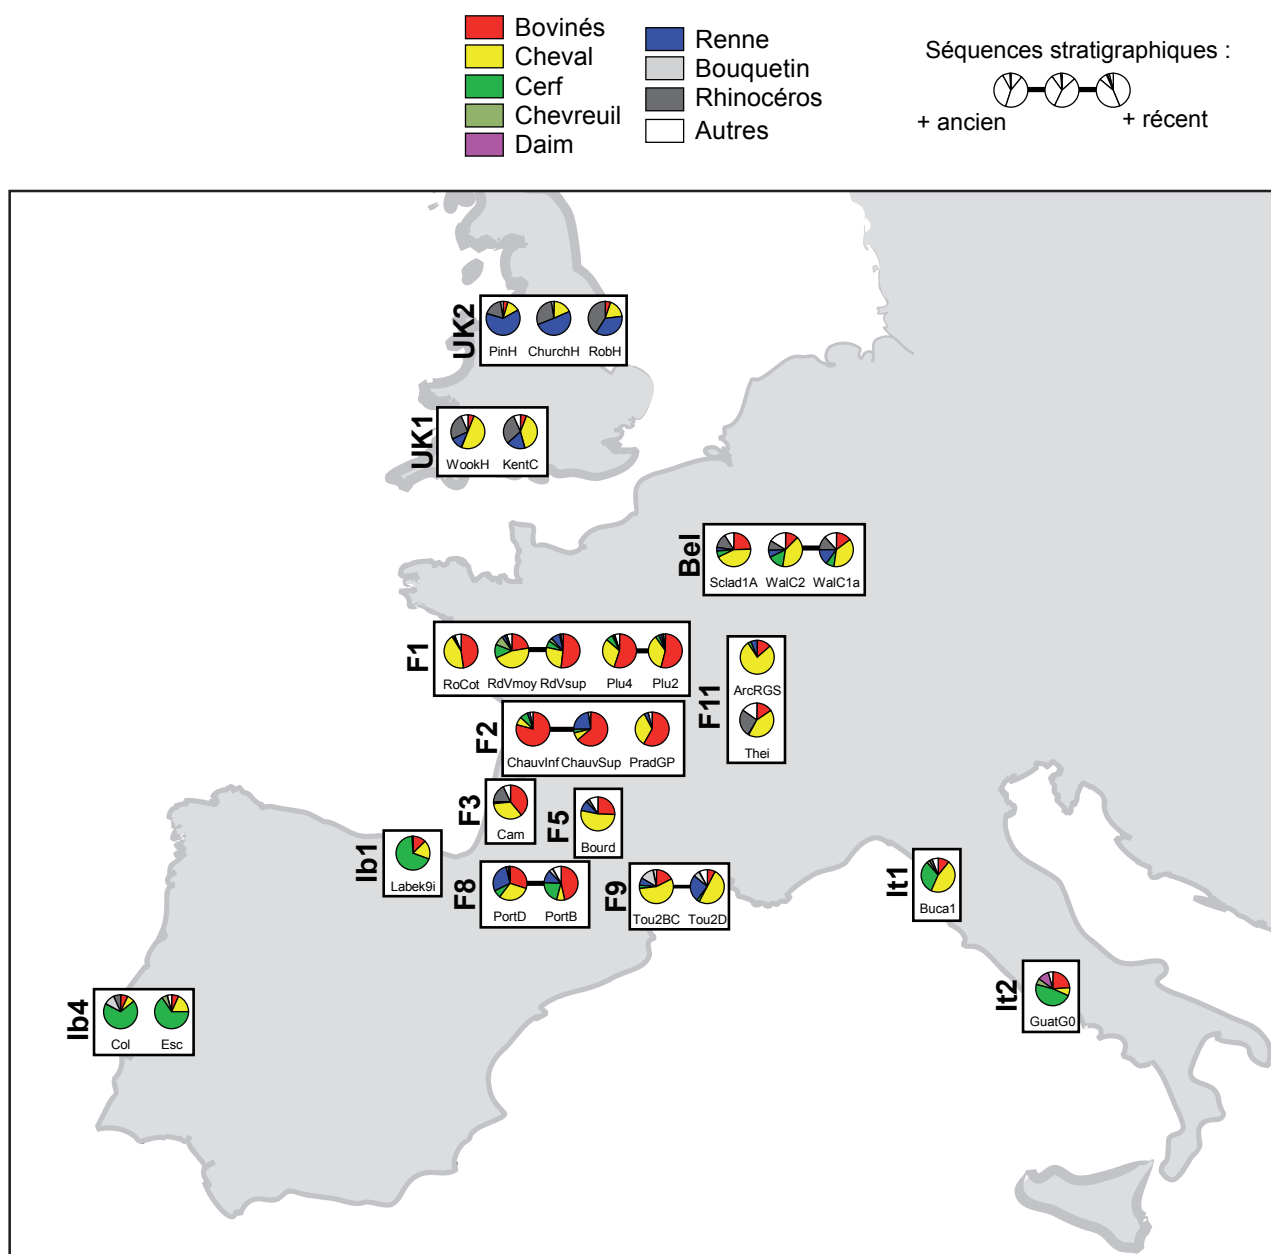 Bovinés
Cheval
Cerf
Chevreuil
Daim
Renne
Bouquetin
Rhinocéros
Autres
Séquences stratigraphiques :
+ ancien
+ récent
UK2
PinH ChurchH RobH
UK1
WookH KentC
Bel
Sclad1A WalC2 WalC1a
F1
RoCot RdVmoy RdVsup Plu4 Plu2
F11
ArcRGS
Thei
F2
ChauvInf ChauvSup PradGP
F3
Cam
F5
Bourd
Ib1
Labek9i
F8
PortD PortB
F9
Tou2BC Tou2D
It1
Buca1
It2
GuatG0
Ib4
Col Esc